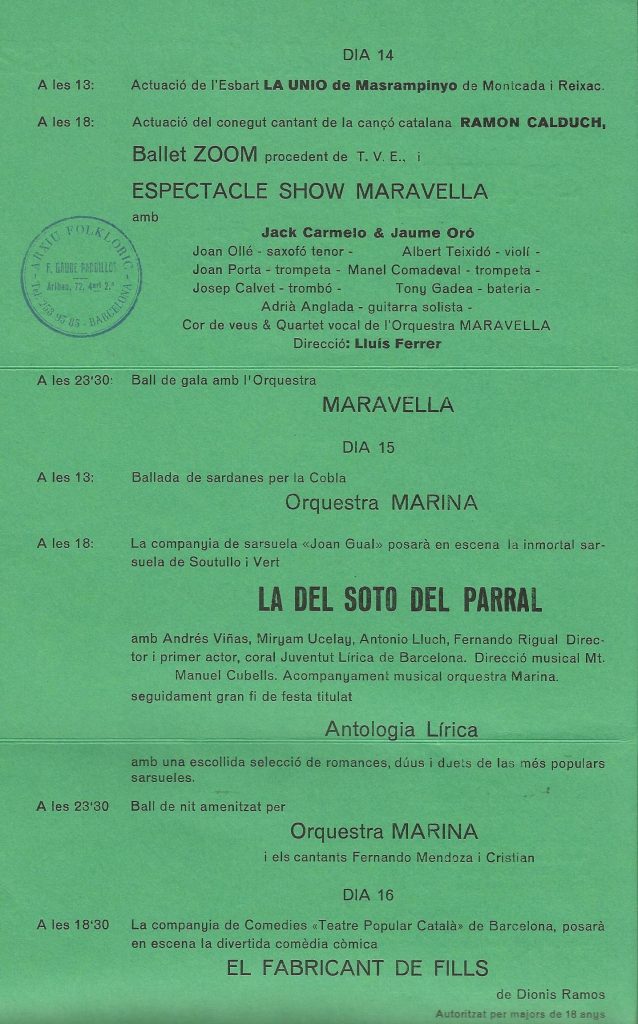 DIA 14
A les 13: Actuació de l'Esbart LA UNIO de Masrampinyo de Montcada i Reixac.
A les 18: Actuació del conegut cantant de la cançó catalana RAMON CALDUCH,
Ballet ZOOM procedent de T. V. E., i
ESPECTACLE SHOW MARAVELLA
amb
Jack Carmelo & Jaume Oró
Joan Ollé - saxofó tenor - Albert Teixidó - violí -
Joan Porta - trompeta - Manel Comadeval - trompeta -
Josep Calvet - trombó - Tony Gadea - bateria -
Adrià Anglada - guitarra solista -
Cor de veus & Quartet vocal de l'Orquestra MARAVELLA
Direcció: Lluís Ferrer
ARXIU FOLKLORIC
Aribau, 72, 4art 2.ª
Tel. 253 95 85 - BARCELONA
A les 23'30: Ball de gala amb l'Orquestra
MARAVELLA
DIA 15
A les 13: Ballada de sardanes per la Cobla
Orquestra MARINA
A les 18: La companyia de sarsuela «Joan Gual» posarà en escena la inmortal sar-
suela de Soutullo i Vert
LA DEL SOTO DEL PARRAL
amb Andrés Viñas, Miryam Ucelay, Antonio Lluch, Fernando Rigual Direc-
tor i primer actor, coral Juventut Lírica de Barcelona. Direcció musical Mt.
Manuel Cubells. Acompanyament musical orquestra Marina.
seguidament gran fi de festa titulat
Antologia Lírica
amb una escollida selecció de romances, dúus i duets de las més populars
sarsueles.
A les 23'30 Ball de nit amenitzat per
Orquestra MARINA
i els cantants Fernando Mendoza i Cristian
DIA 16
A les 18'30 La companyia de Comedies «Teatre Popular Català» de Barcelona, posarà
en escena la divertida comèdia còmica
EL FABRICANT DE FILLS
de Dionis Ramos
Autoritzat per majors de 18 anys